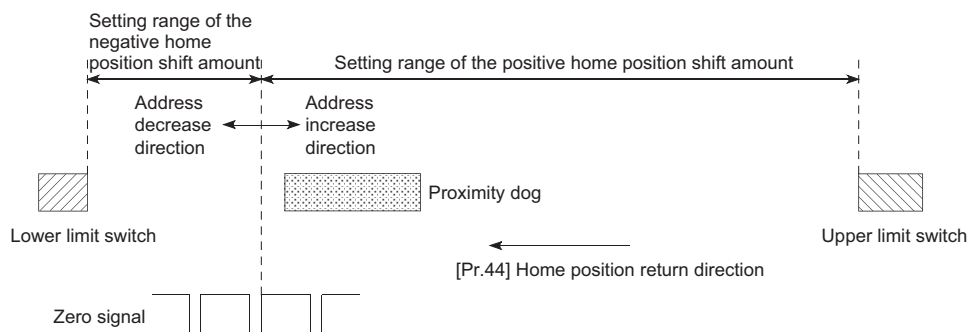 Setting range of the
negative home
position shift amount
Setting range of the positive home position shift amount
Address
decrease
direction
Address
increase
direction
Proximity dog
Lower limit switch
Upper limit switch
[Pr.44] Home position return direction
Zero signal